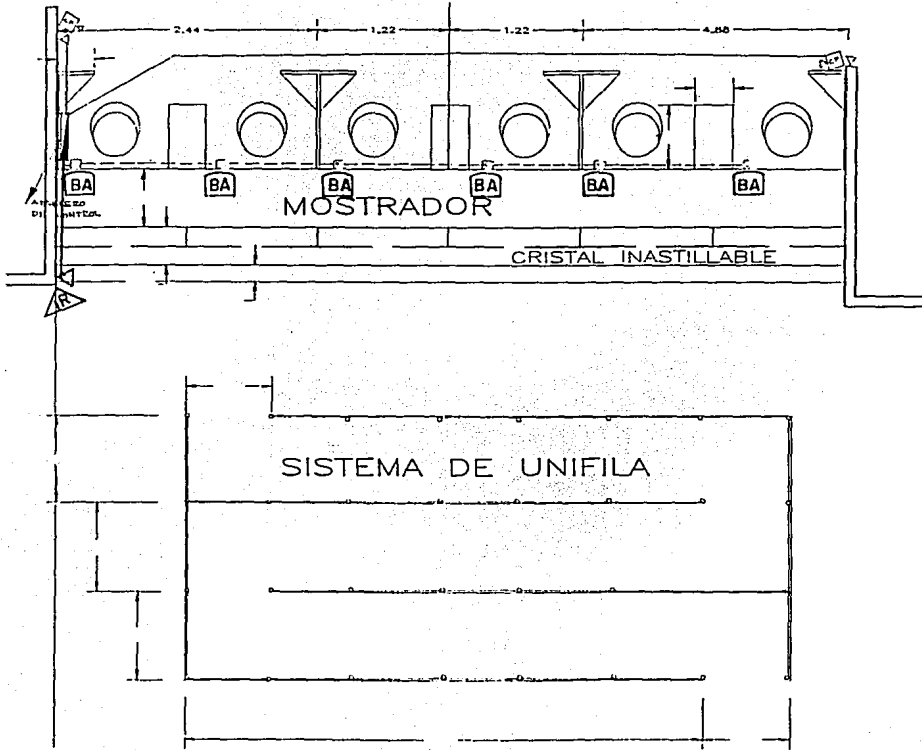 2.44 1.22 1.22 4.88
BA BA BA BA BA BA
MOSTRADOR
CRISTAL INASTILLABLE
R
SISTEMA DE UNIFILA